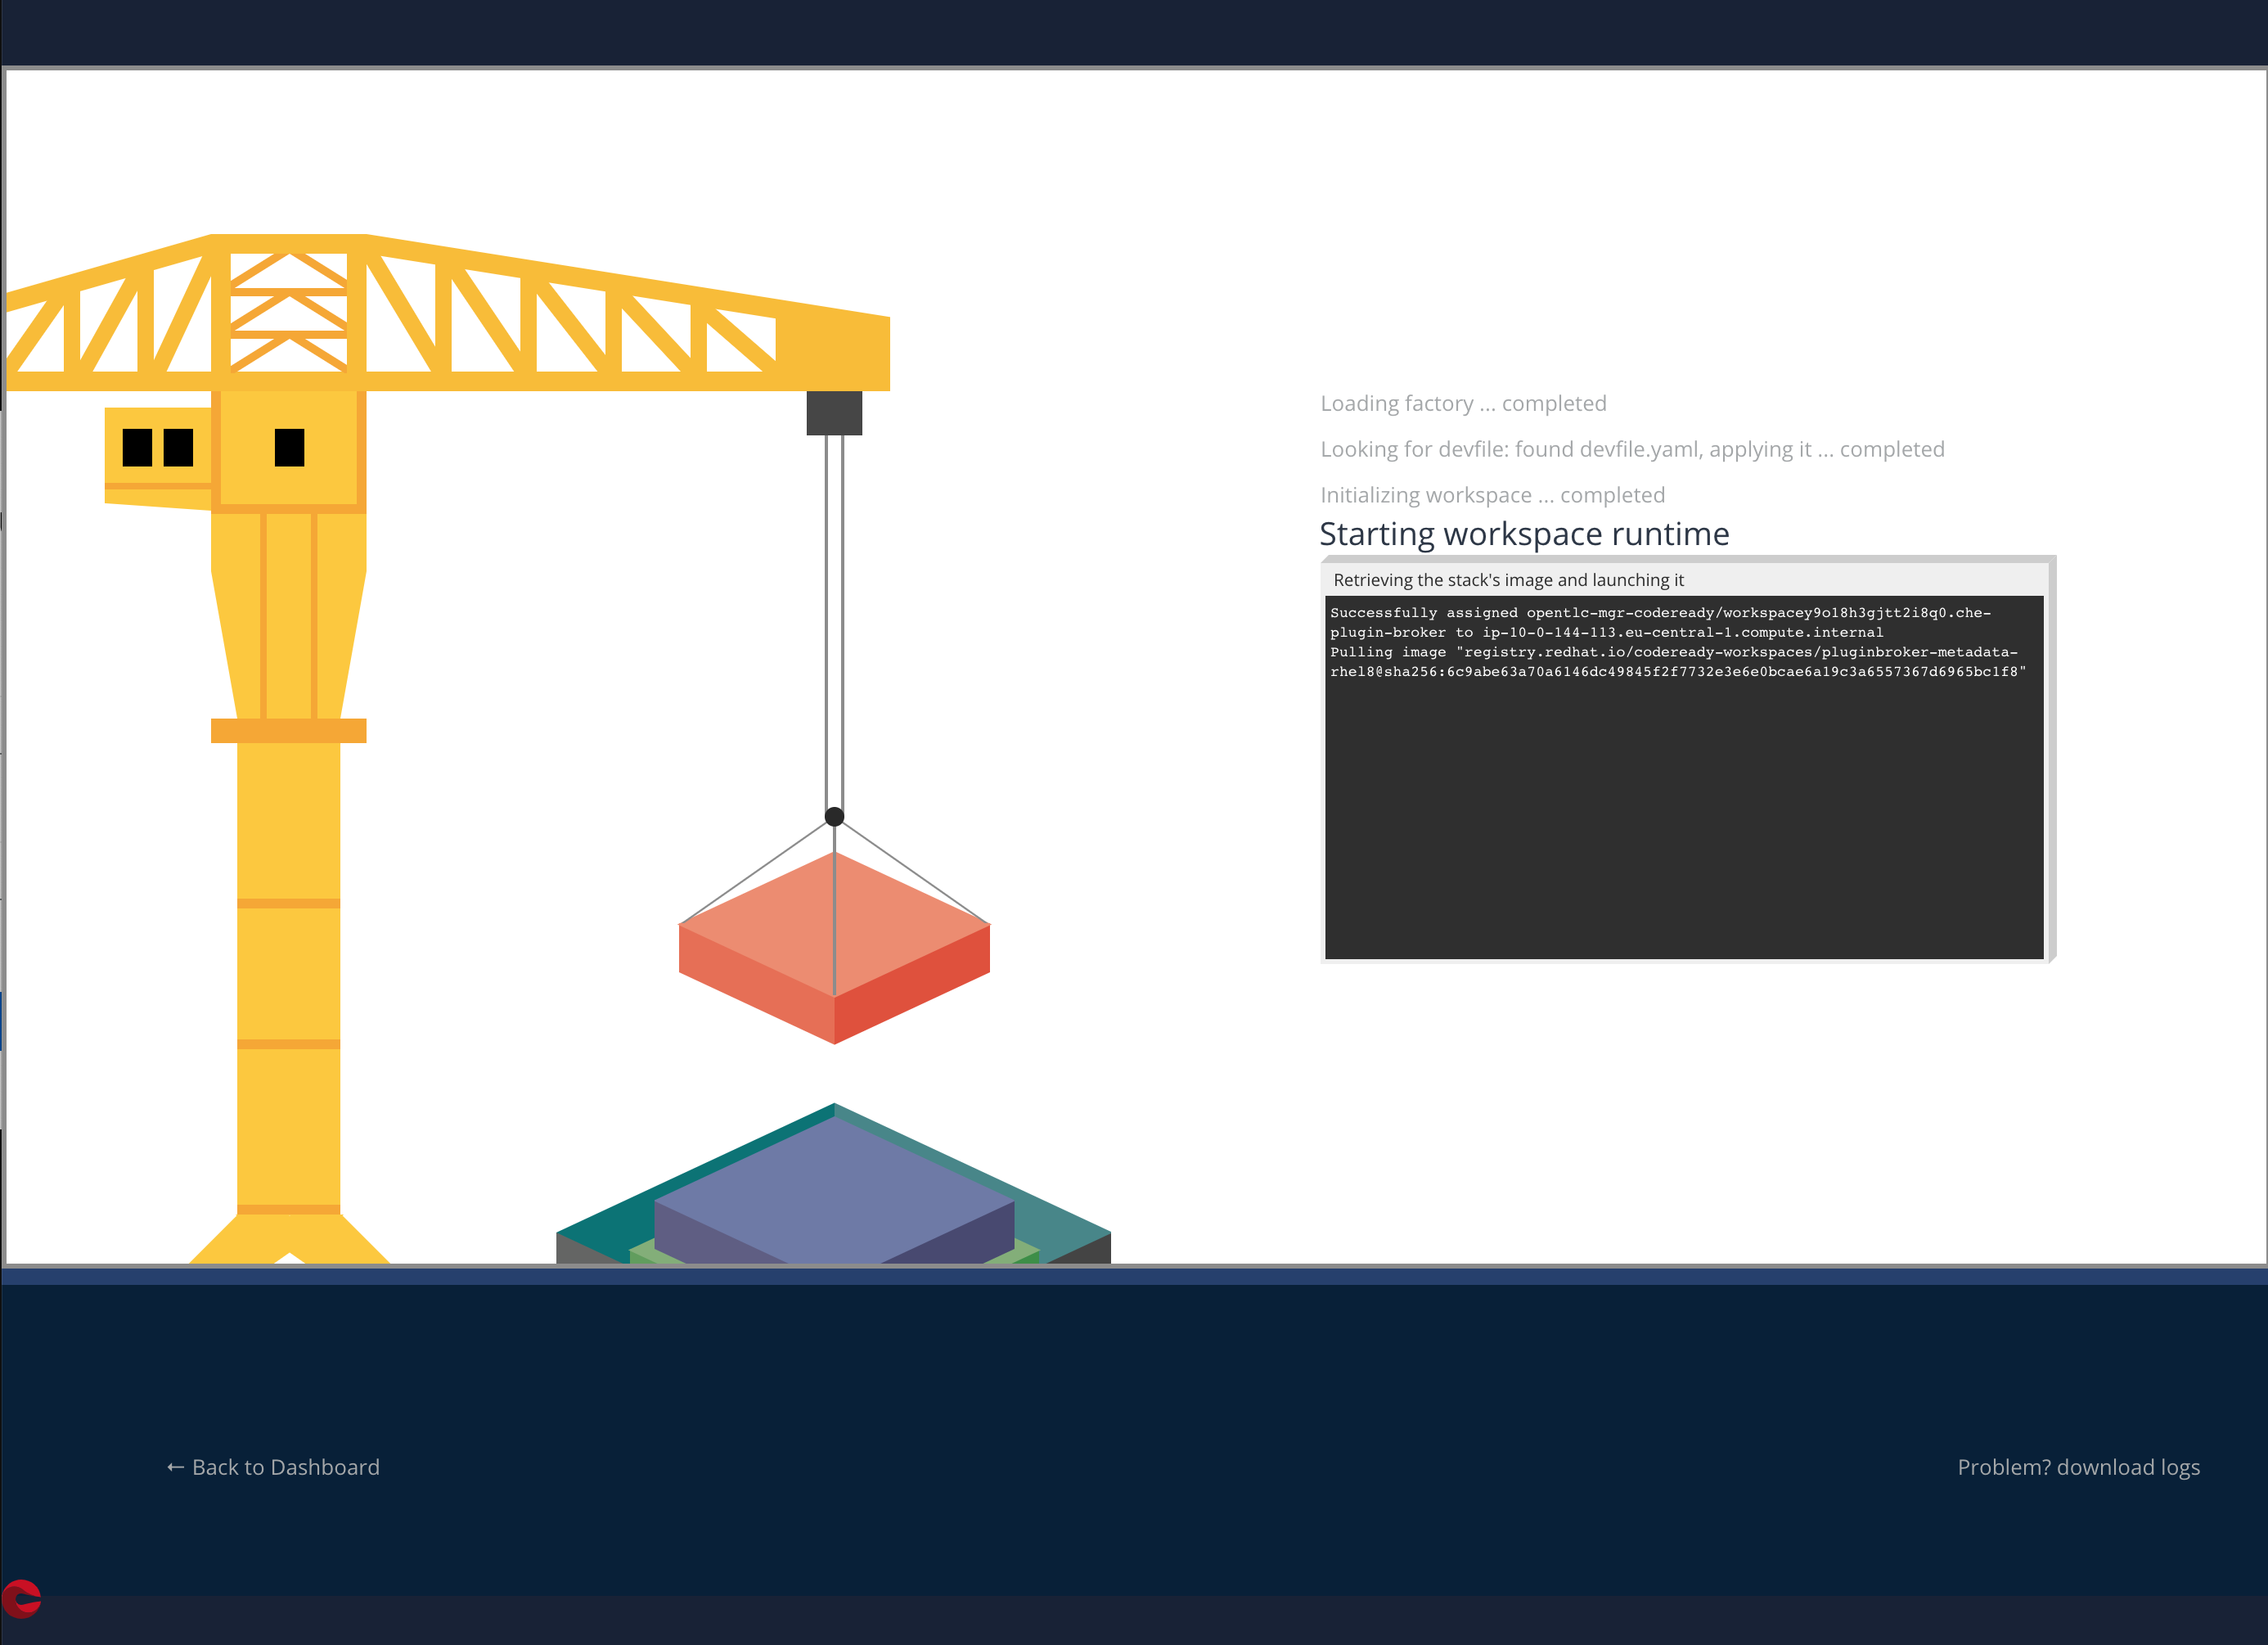 Loading factory ... completed
Looking for devfile: found devfile.yaml, applying it ... completed
Initializing workspace ... completed
Starting workspace runtime
Retrieving the stack's image and launching it
Successfully assigned opentlc-mgr-codeready/workspacey9o18h3gjtt2i8q0.che-
plugin-broker to ip-10-0-144-113.eu-central-1.compute.internal
Pulling image "registry.redhat.io/codeready-workspaces/pluginbroker-metadata-
rhel8@sha256:6c9abe63a70a6146dc49845f2f7732e3e6e0bcae6a19c3a6557367d6965bc1f8"
← Back to Dashboard
Problem? download logs